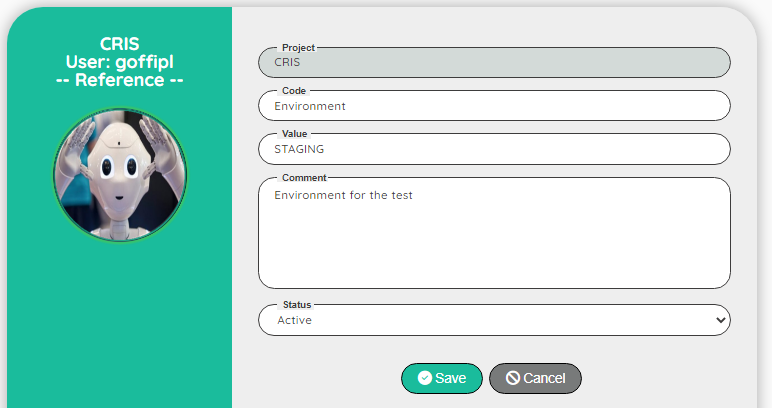 CRIS
User: goffipl
-- Reference --
Project
CRIS
Code
Environment
Value
STAGING
Comment
Environment for the test
Status
Active
Save
Cancel